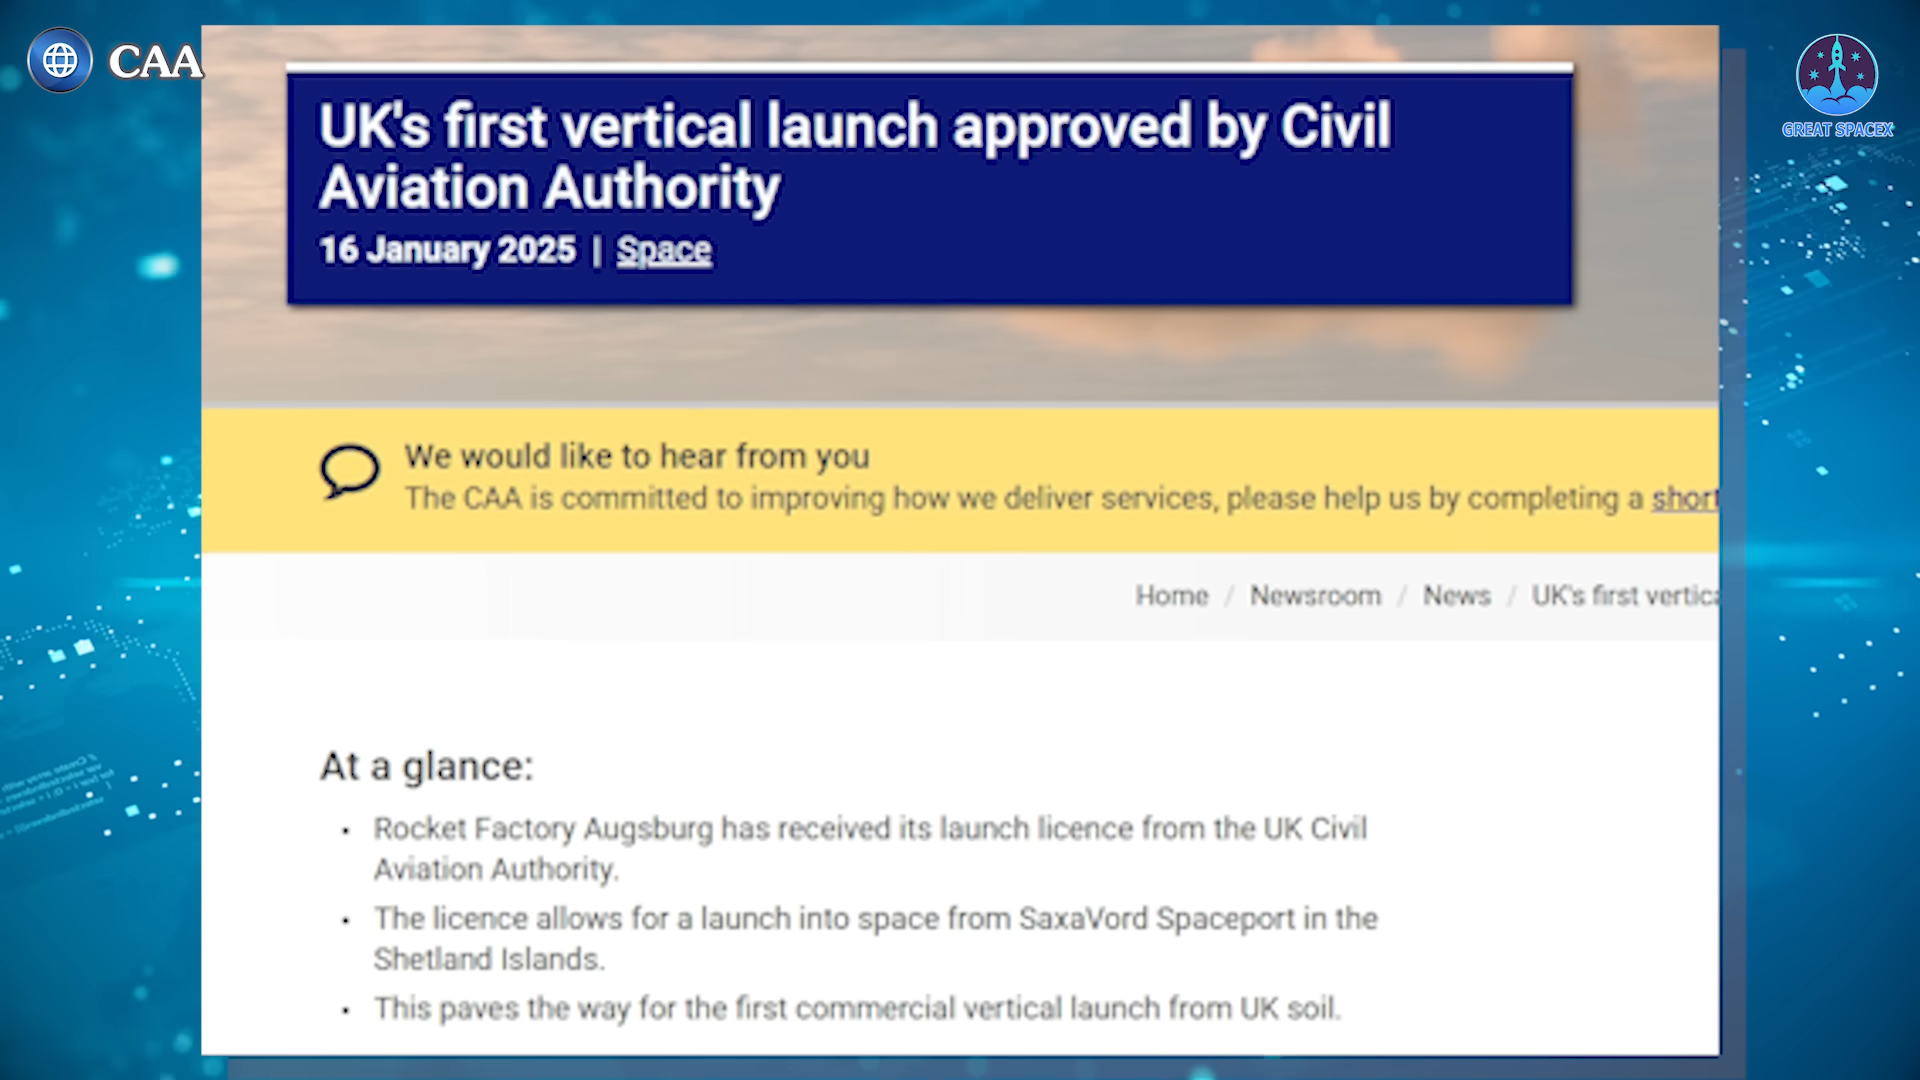 CAA
GREAT SPACEX
UK's first vertical launch approved by Civil
Aviation Authority
16 January 2025 | Space
We would like to hear from you
The CAA is committed to improving how we deliver services, please help us by completing a short
Home / Newsroom / News / UK's first vertica
At a glance:
• Rocket Factory Augsburg has received its launch licence from the UK Civil
Aviation Authority.
• The licence allows for a launch into space from SaxaVord Spaceport in the
Shetland Islands.
• This paves the way for the first commercial vertical launch from UK soil.